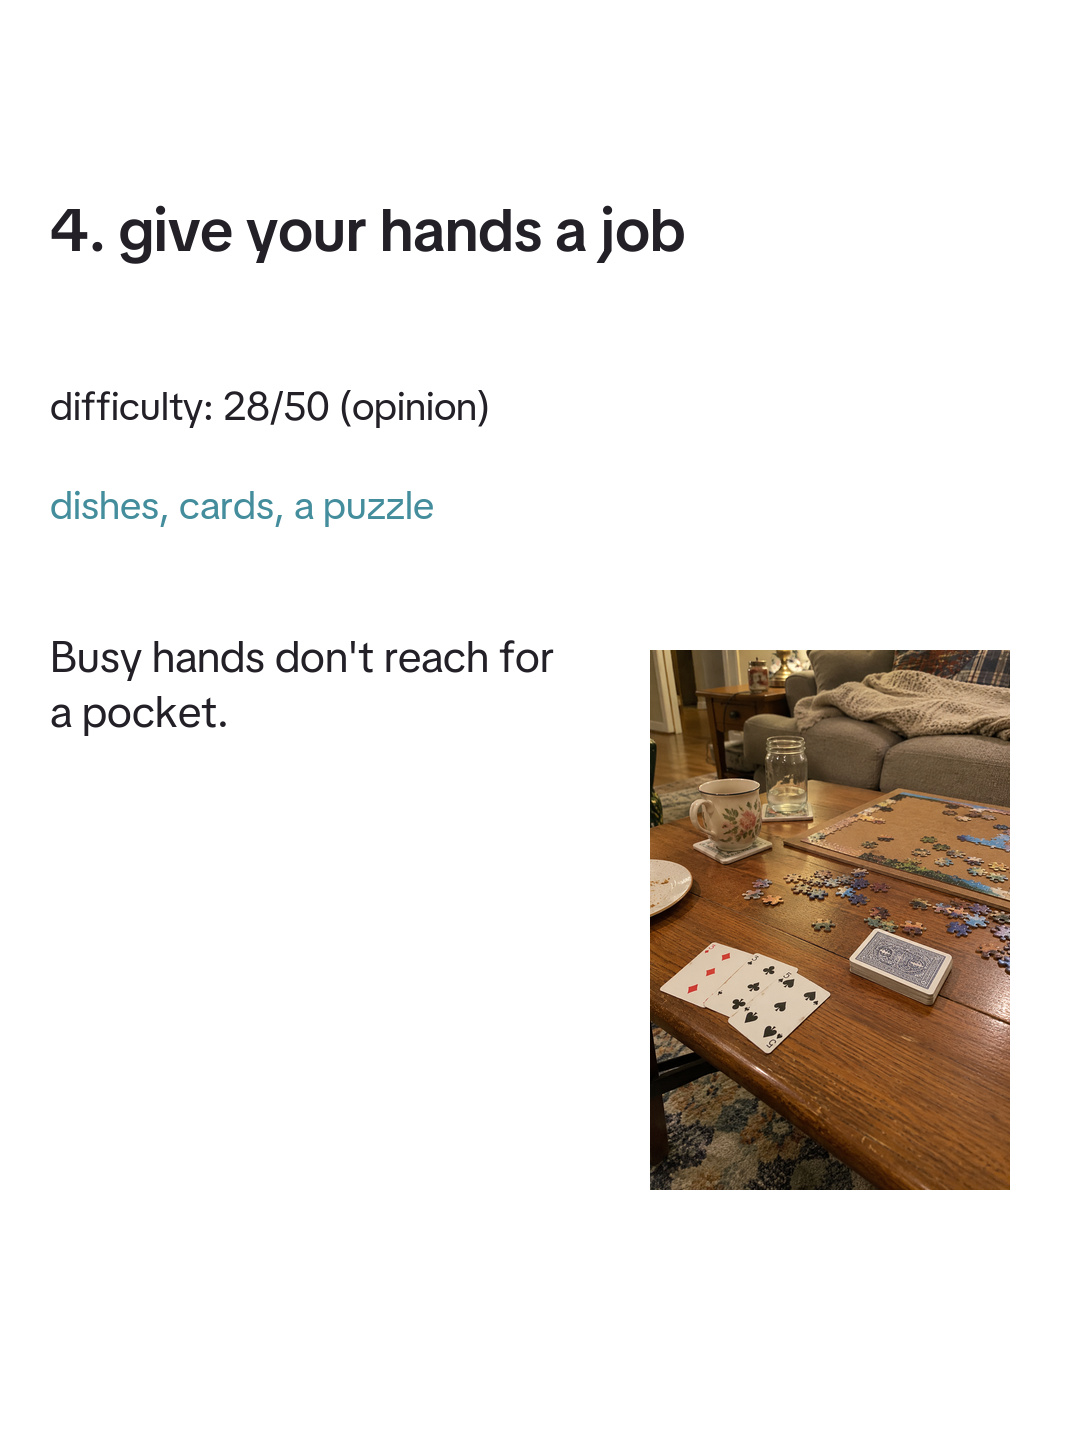 4. give your hands a job
difficulty: 28/50 (opinion)
dishes, cards, a puzzle
Busy hands don't reach for
a pocket.